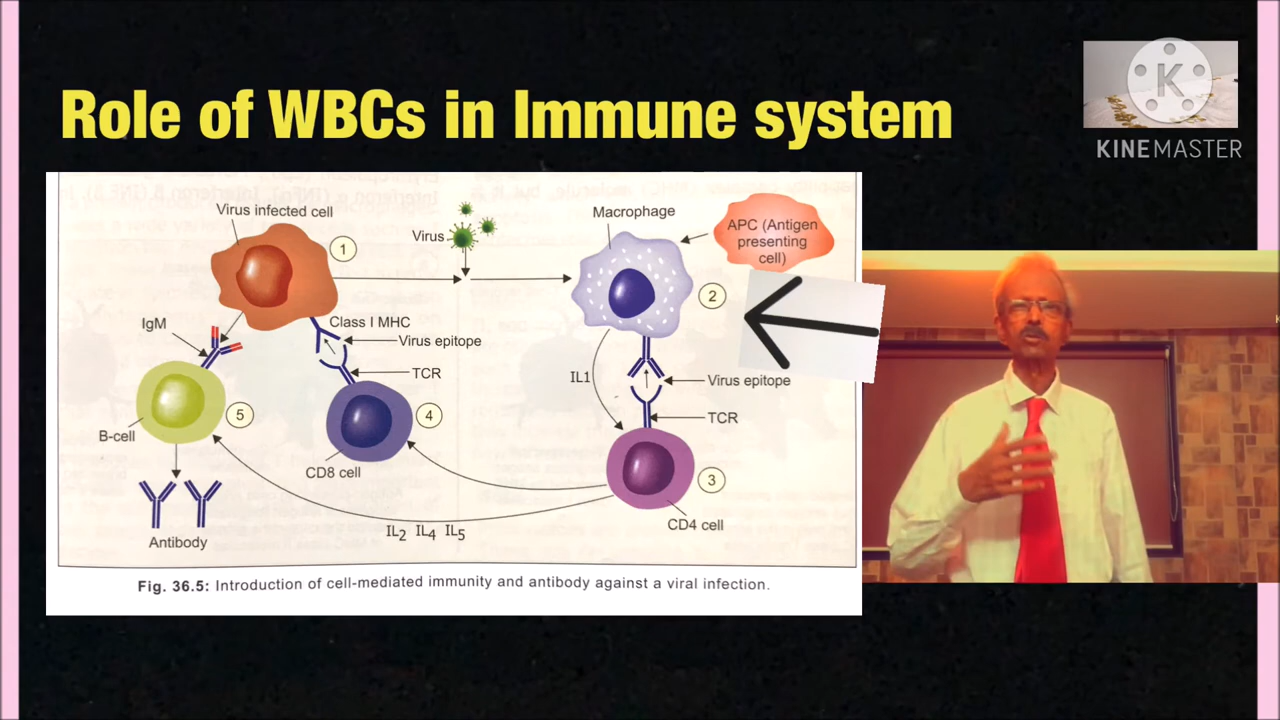 Role of WBCs in Immune system
KINEMASTER
Virus infected cell
1
Virus
Macrophage
APC (Antigen
presenting
cell)
2
IgM
Class I MHC
Virus epitope
TCR
5
4
B-cell
CD8 cell
IL1
Virus epitope
TCR
3
CD4 cell
IL2 IL4 IL5
Antibody
Fig. 36.5: Introduction of cell-mediated immunity and antibody against a viral infection.
K